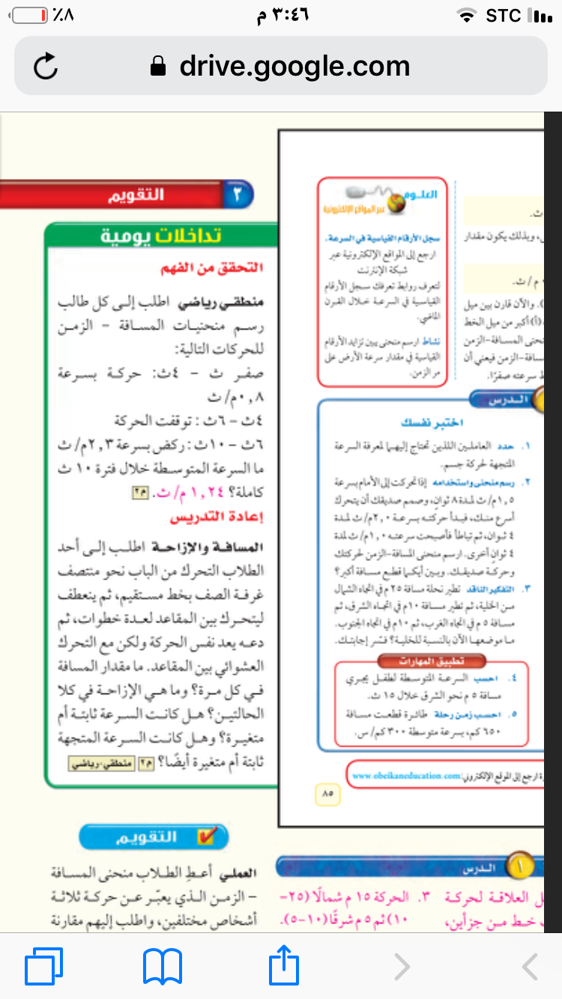 ٪٨
٣:٤٦ م
STC
drive.google.com
العلوم
عبر المواقع الإلكترونية
سجل الأرقام القياسية في السرعة.
ارجع إلى المواقع الإلكترونية عبر
شبكة الإنترنت
لتعرف روابط تعرفك سجل الأرقام
القياسية في السرعة خلال القرن
الماضي.
نشاط ارسم منحنى يبين تزايد الأرقام
القياسية في مقدار سرعة الأرض على
مر الزمن.
ث.
، وبذلك يكون مقدار
م/ث.
). والآن قارن بين ميل
(أ) أكبر من ميل الخط
نحنى المسافة-الزمن
سافة-الزمن فيعني أن
سرعته صفرًا.
الدرس
اختبر نفسك
١. حدد العاملين اللذين تحتاج إليهما لمعرفة السرعة
المتجهة لحركة جسم.
٢. رسم منحنى واستخدامه إذا تحركت إلى الأمام بسرعة
١,٥م/ث لمدة ٨ ثوانٍ، وصمم صديقك أن يتحرك
أسرع منك، فبدأ حركته بسرعة ٢,٠م/ث لمدة
٤ ثوان، ثم تباطأ فأصبحت سرعته ١,٠م/ث لمدة
٤ ثوانٍ أخرى. ارسم منحنى المسافة-الزمن لحركتك
وحركة صديقك. وبين أيكما قطع مسافة أكبر؟
٣. التفكير الناقد تطير نحلة مسافة ٢٥م في اتجاه الشمال
من الخلية، ثم تطير مسافة ١٠م في اتجاه الشرق، ثم
مسافة ٥ م في اتجاه الغرب، ثم ١٠م في اتجاه الجنوب.
ما موضعها الآن بالنسبة للخلية؟ فسّر إجابتك.
تطبيق المهارات
٤. احسب السرعة المتوسطة لطفل يجري
مسافة ٥ م نحو الشرق خلال ١٥ ث.
٥. احسب زمن رحلة طائرة قطعت مسافة
٦٥٠ كم، بسرعة متوسطة ٣٠٠ كم/س.
ة ارجع إلى الموقع الإلكتروني: www.obeikaneducation.com
٨٥
٣ التقويم
تداخلات يومية
التحقق من الفهم
منطقي رياضي اطلب إلى كل طالب
رسم منحنيات المسافة - الزمن
للحركات التالية:
صفر ث - ٤ث: حركة بسرعة
٠,٨م/ث
٤ث - ٦ث: توقفت الحركة
٦ث - ١٠ث: ركض بسرعة ٢,٣م/ث
ما السرعة المتوسطة خلال فترة ١٠ ث
كاملة؟ ١,٢٤ م/ث. م٢
إعادة التدريس
المسافة والإزاحة اطلب إلى أحد
الطلاب التحرك من الباب نحو منتصف
غرفة الصف بخط مستقيم، ثم ينعطف
ليتحرك بين المقاعد لعدة خطوات، ثم
دعه يعد نفس الحركة ولكن مع التحرك
العشوائي بين المقاعد. ما مقدار المسافة
في كل مرة؟ وما هي الإزاحة في كلا
الحالتين؟ هل كانت السرعة ثابتة أم
متغيرة؟ وهل كانت السرعة المتجهة
ثابتة أم متغيرة أيضًا؟ م٢ منطقي-رياضي
١ الدرس
ل العلاقة لحركة
خط من جزأين،
٣. الحركة ١٥ م شمالًا (٢٥-
١٠) ثم ٥ م شرقًا (١٠-٥).
التقويم
العملي أعطِ الطلاب منحنى المسافة
- الزمن الذي يعبّر عن حركة ثلاثة
أشخاص مختلفين، واطلب إليهم مقارنة